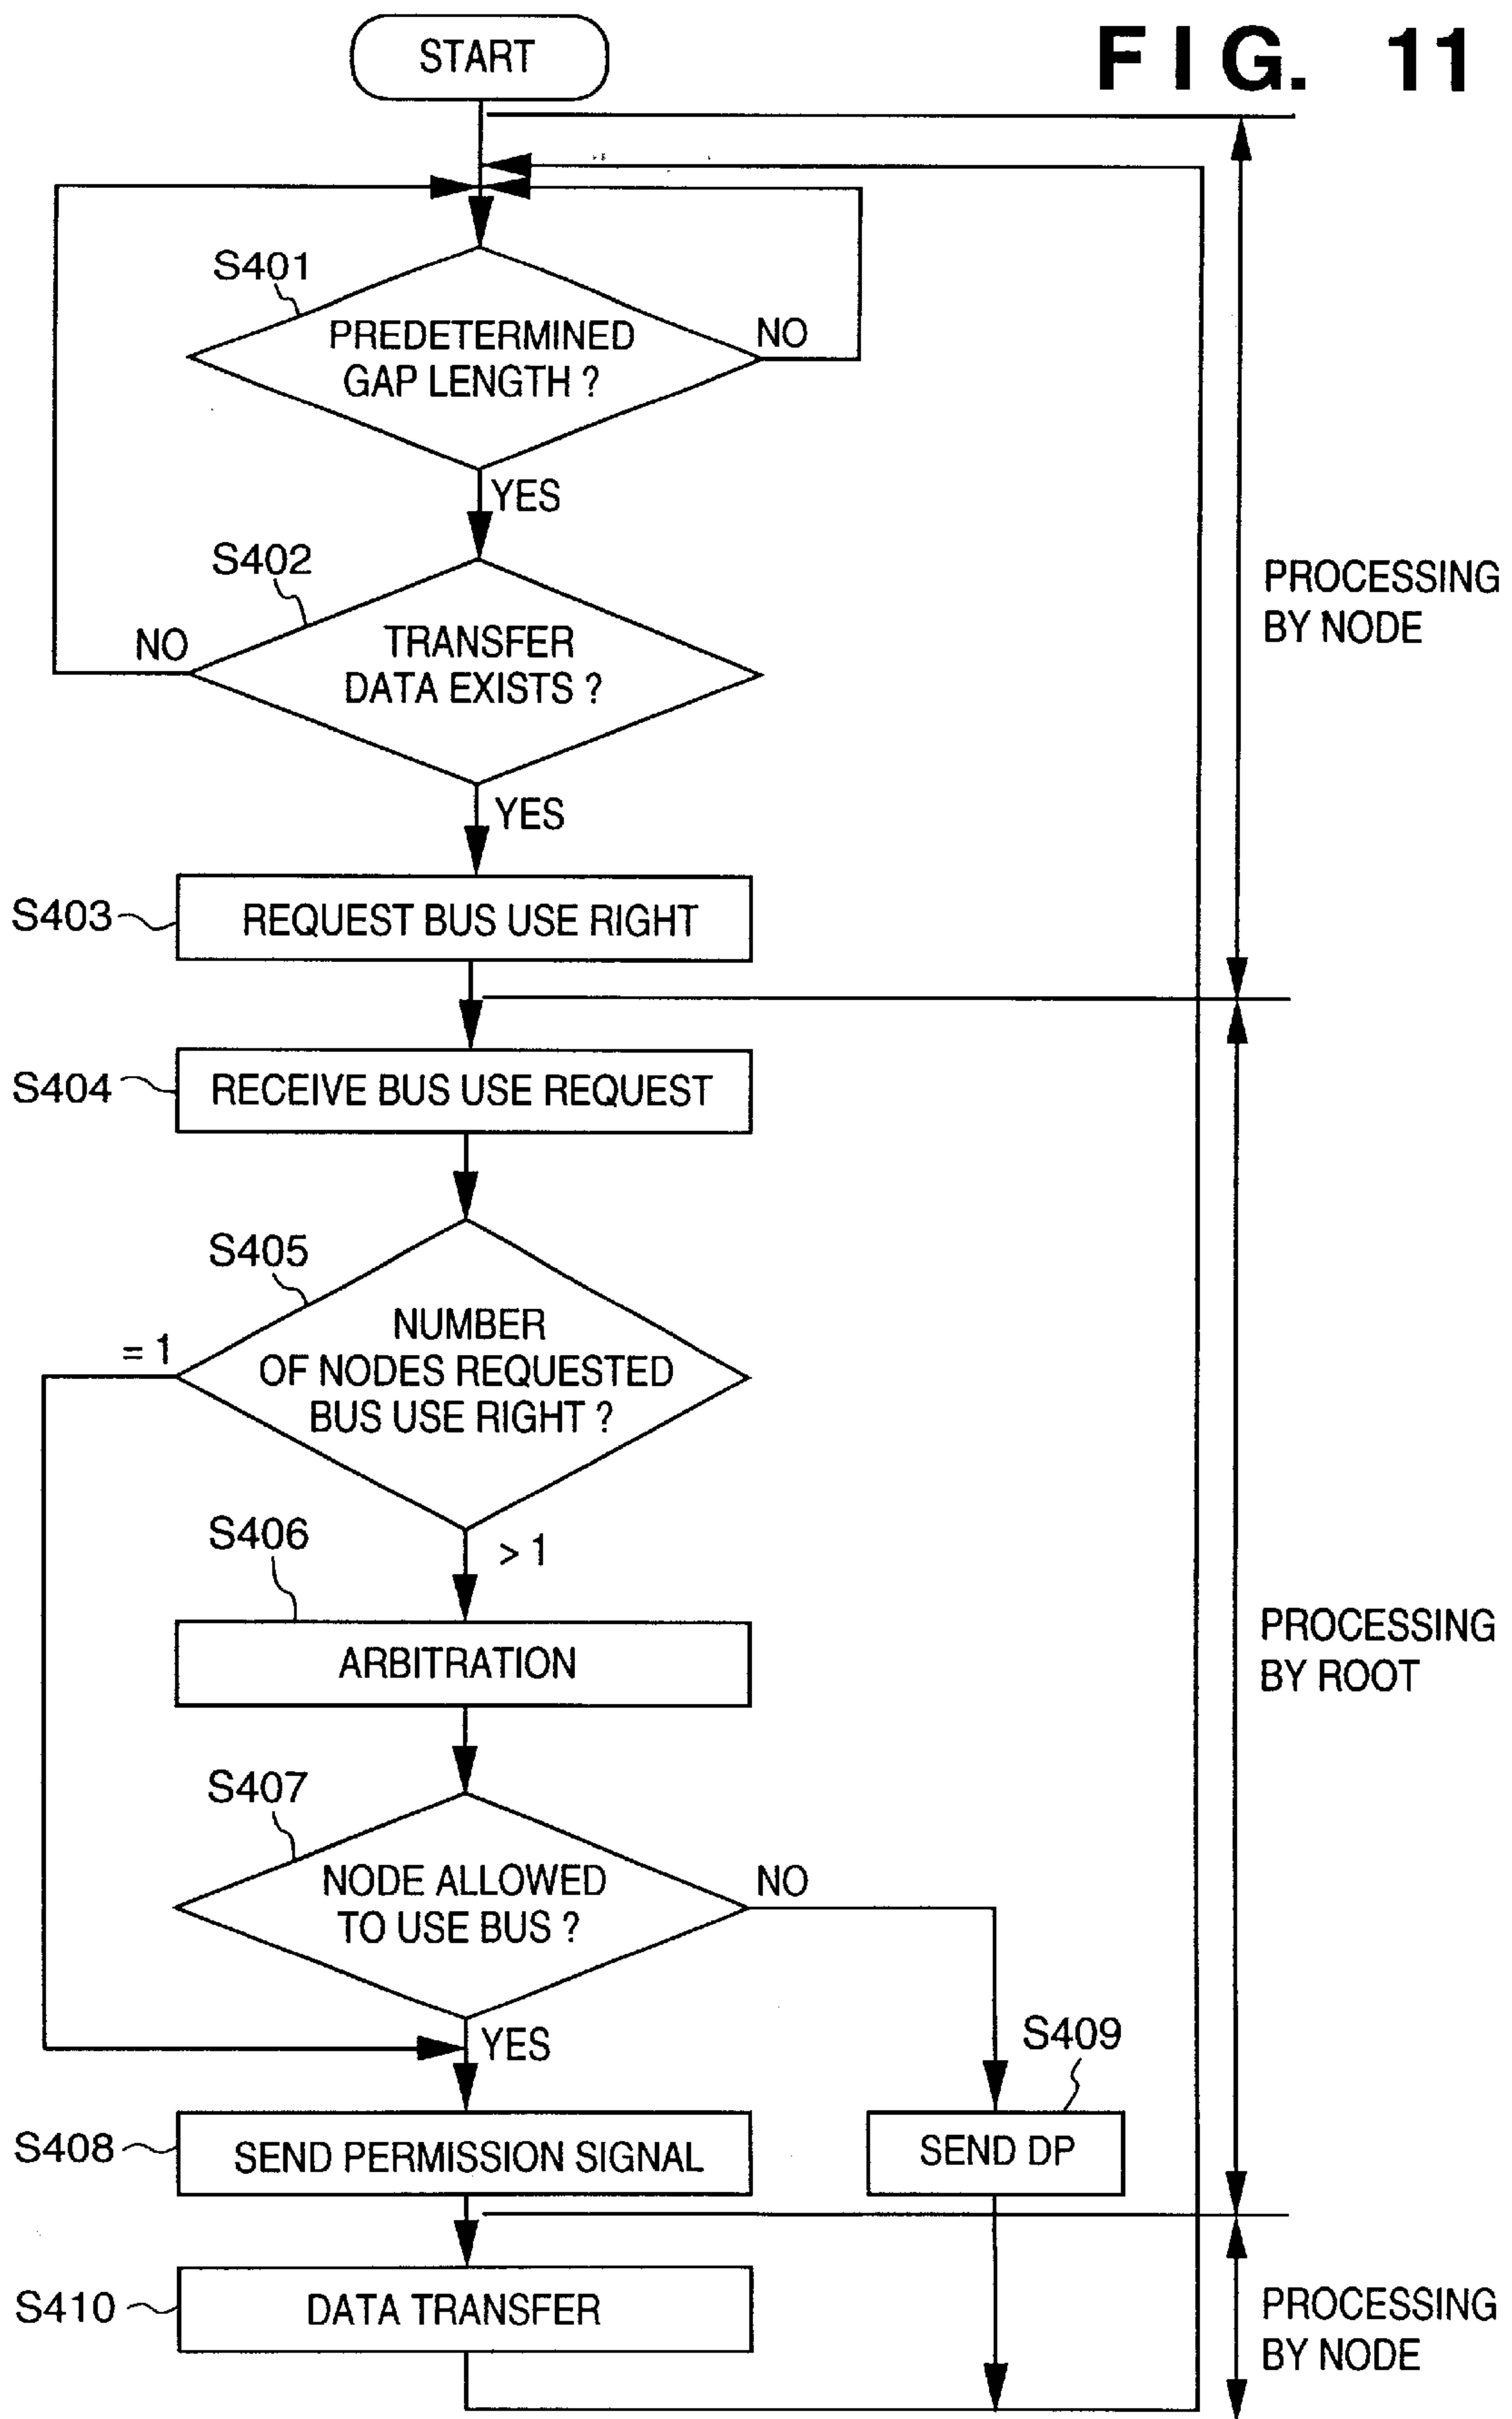 START
FIG. 11
S401
PREDETERMINED
GAP LENGTH ?
NO
YES
S402
TRANSFER
DATA EXISTS ?
NO
PROCESSING
BY NODE
YES
S403
REQUEST BUS USE RIGHT
S404
RECEIVE BUS USE REQUEST
S405
NUMBER
OF NODES REQUESTED
BUS USE RIGHT ?
= 1
> 1
S406
ARBITRATION
PROCESSING
BY ROOT
S407
NODE ALLOWED
TO USE BUS ?
NO
YES
S409
S408
SEND PERMISSION SIGNAL
SEND DP
S410
DATA TRANSFER
PROCESSING
BY NODE